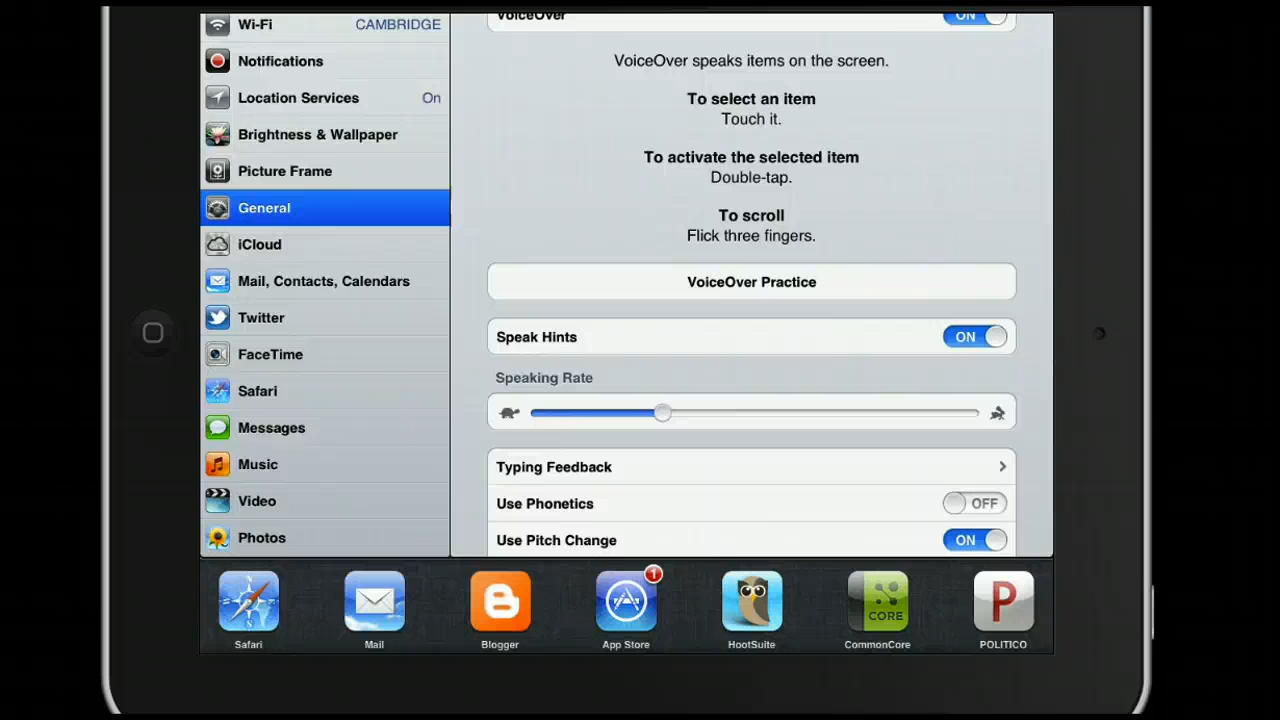 VoiceOver ON
Wi-Fi CAMBRIDGE
Notifications
Location Services On
Brightness & Wallpaper
Picture Frame
General
iCloud
Mail, Contacts, Calendars
Twitter
FaceTime
Safari
Messages
Music
Video
Photos
VoiceOver speaks items on the screen.
To select an item
Touch it.
To activate the selected item
Double-tap.
To scroll
Flick three fingers.
VoiceOver Practice
Speak Hints ON
Speaking Rate
Typing Feedback
Use Phonetics OFF
Use Pitch Change ON
1
CORE
P
Safari Mail Blogger App Store HootSuite CommonCore POLITICO